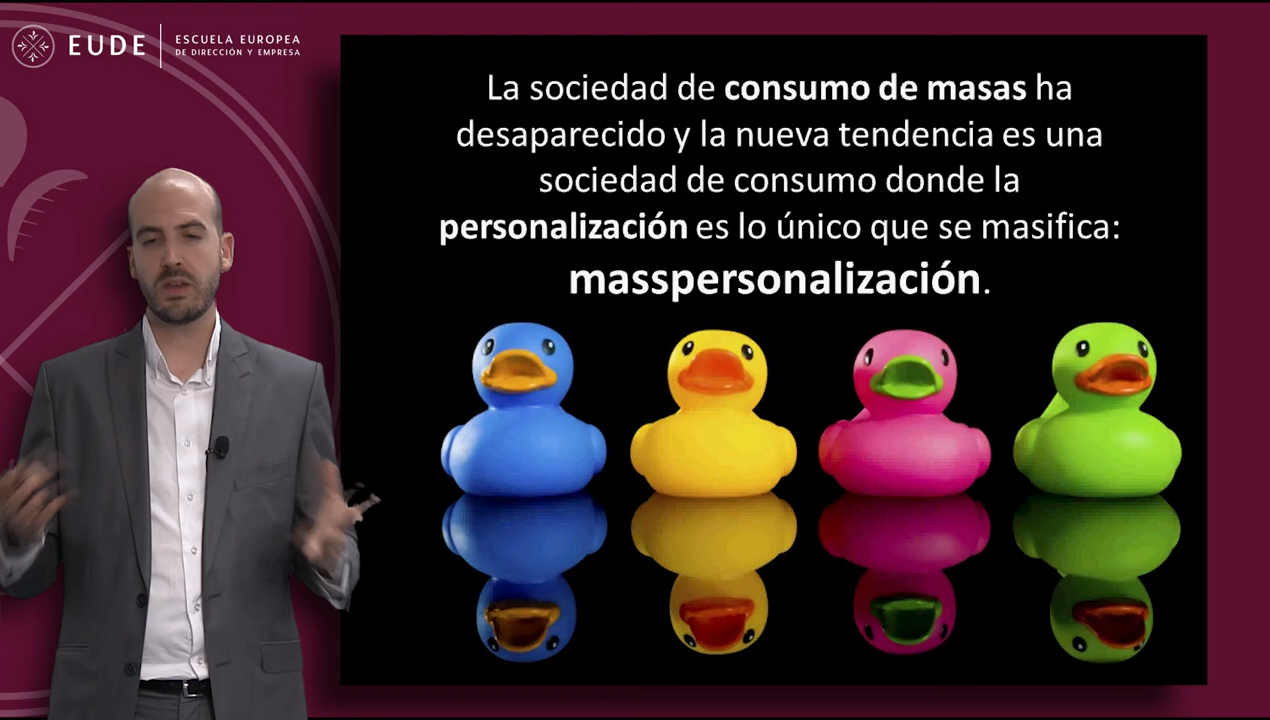 EUDE
ESCUELA EUROPEA
DE DIRECCIÓN Y EMPRESA
La sociedad de consumo de masas ha
desaparecido y la nueva tendencia es una
sociedad de consumo donde la
personalización es lo único que se masifica:
masspersonalización.